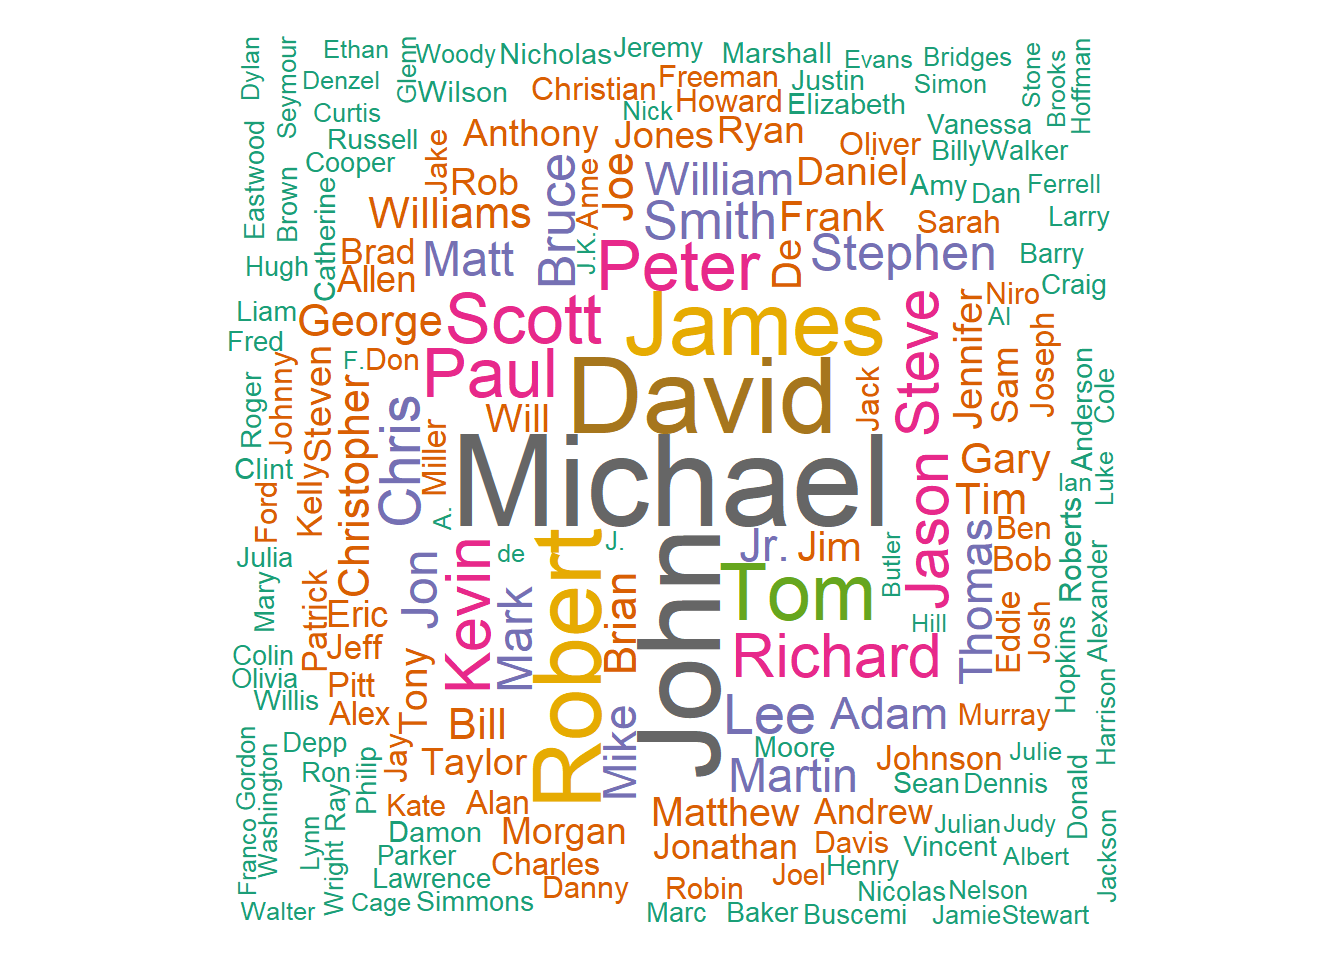 Dylan
Seymour
Ethan
Glenn
Woody
Nicholas
Jeremy
Marshall
Evans
Bridges
Stone
Brooks
Hoffman
Denzel
Wilson
Christian
Freeman
Justin
Simon
Curtis
Nick
Howard
Elizabeth
Russell
Jake
Anthony
Jones
Ryan
Oliver
Vanessa
Cooper
Billy
Walker
Eastwood
Brown
Catherine
Rob
Bruce
Anne
Joe
William
Daniel
Amy
Dan
Ferrell
Williams
Smith
Frank
Sarah
Larry
Hugh
Brad
Matt
J.K.
Peter
De
Stephen
Barry
Allen
Craig
Liam
George
Scott
James
Steve
Jennifer
Niro
Al
Fred
F.
Don
Paul
David
Jack
Sam
Joseph
Roger
Johnny
Steven
Christopher
Chris
Will
Anderson
Cole
Clint
Miller
Michael
Jason
Gary
Ian
Luke
Ford
Kelly
A.
Tim
Julia
Jon
Kevin
de
Robert
J.
John
Jr.
Jim
Butler
Thomas
Ben
Bob
Roberts
Alexander
Mary
Patrick
Eric
Mark
Brian
Tom
Hill
Eddie
Josh
Colin
Jeff
Richard
Hopkins
Olivia
Pitt
Willis
Alex
Tony
Bill
Mike
Lee
Adam
Murray
Harrison
Gordon
Washington
Depp
Philip
Jay
Taylor
Moore
Johnson
Julie
Ron
Martin
Sean
Dennis
Donald
Franco
Lynn
Wright
Ray
Kate
Alan
Matthew
Andrew
Damon
Morgan
Julian
Judy
Parker
Charles
Jonathan
Davis
Vincent
Albert
Jackson
Lawrence
Danny
Robin
Joel
Henry
Walter
Cage
Simmons
Nicolas
Nelson
Marc
Baker
Buscemi
Jamie
Stewart